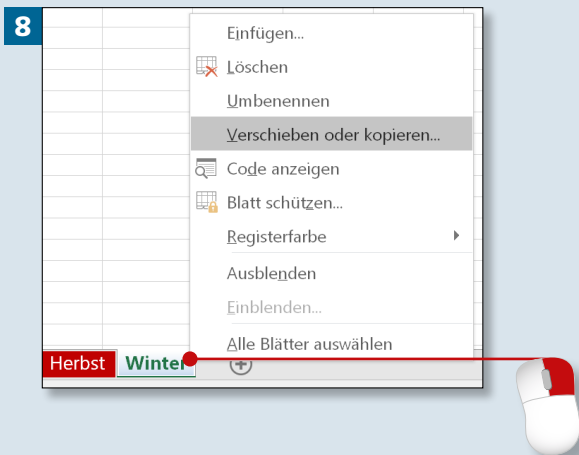 8
Einfügen...
Löschen
Umbenennen
Verschieben oder kopieren...
Code anzeigen
Blatt schützen...
Registerfarbe
Ausblenden
Einblenden...
Alle Blätter auswählen
Herbst Winter